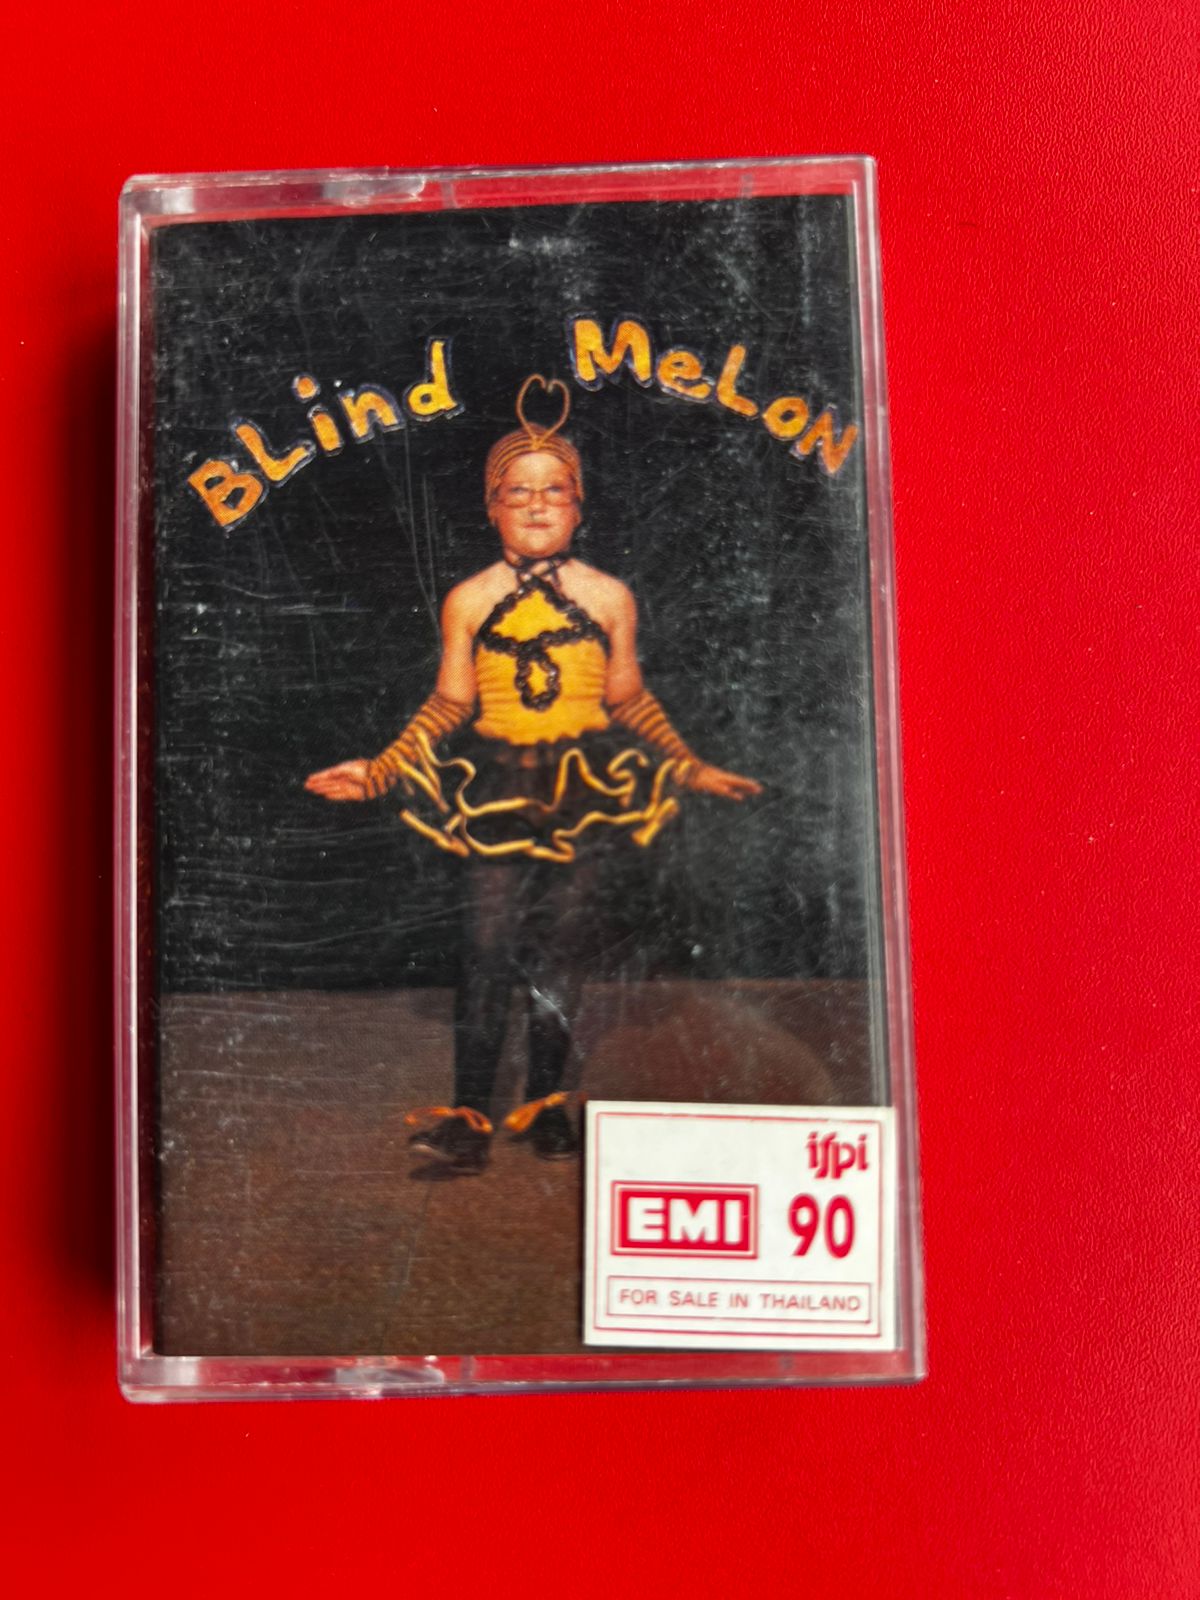 BLind MeLoN
ifpi
EMI 90
FOR SALE IN THAILAND